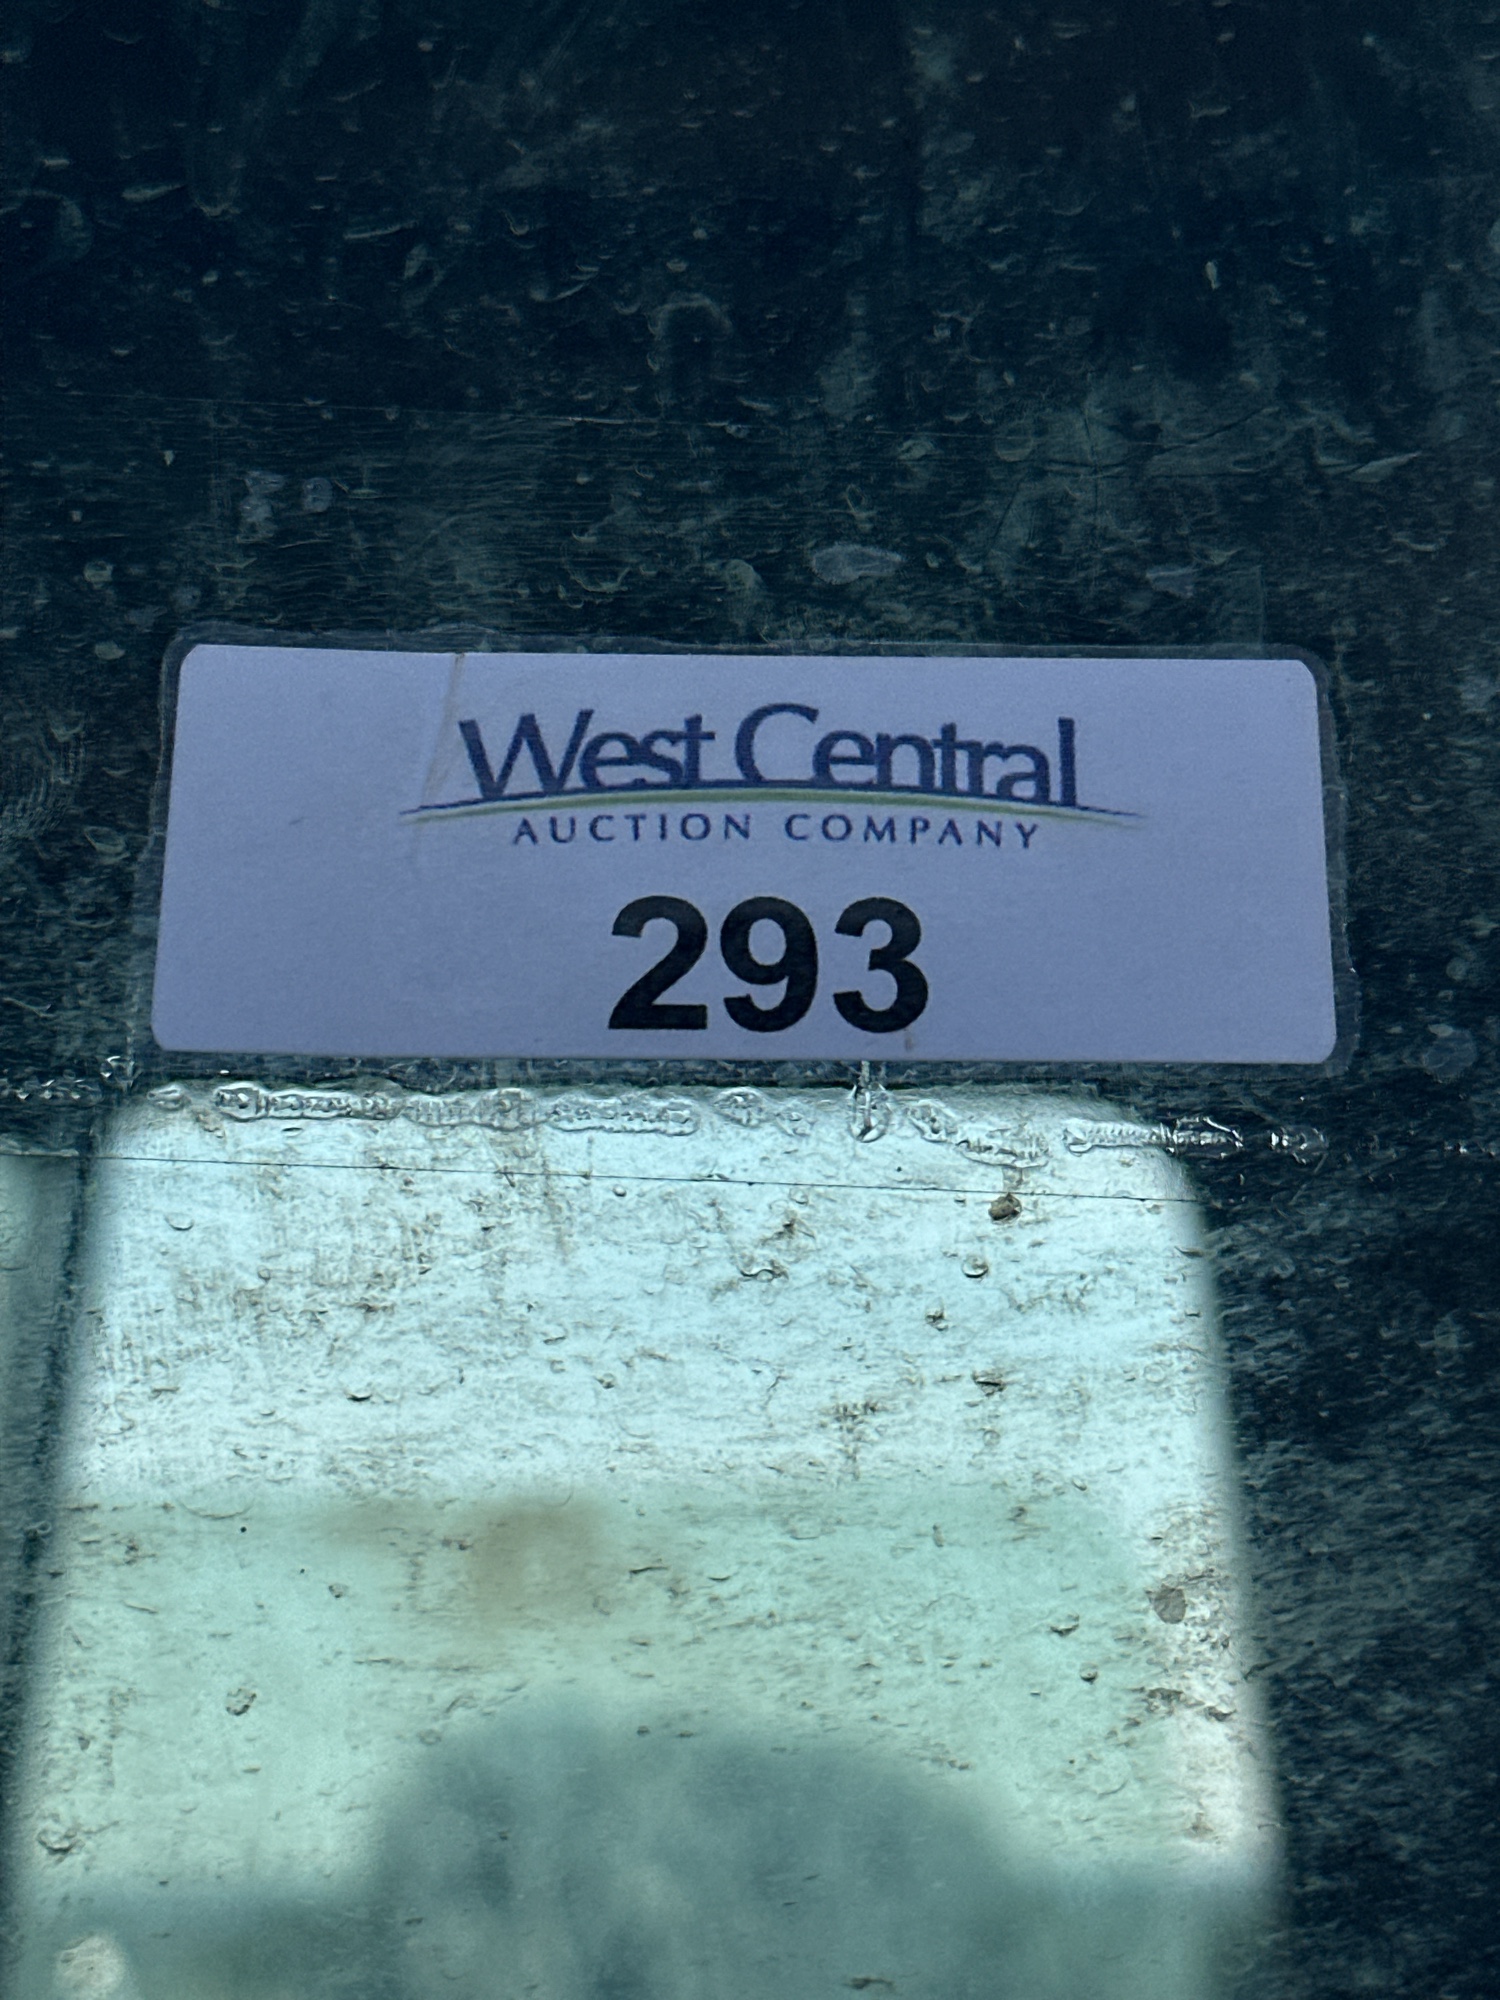 West Central
AUCTION COMPANY
293